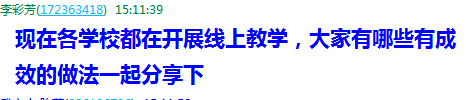 李彩芳(172363418) 15:11:39
现在各学校都在开展线上教学，大家有哪些有成
效的做法一起分享下